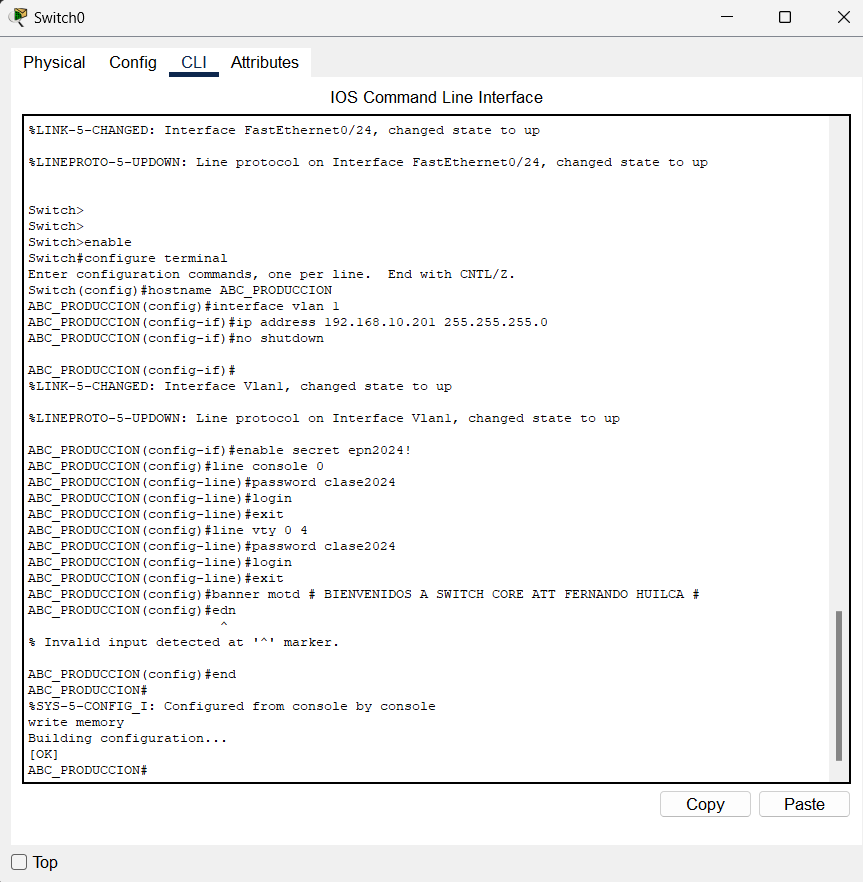 Switch0
Physical Config CLI Attributes
IOS Command Line Interface
%LINK-5-CHANGED: Interface FastEthernet0/24, changed state to up
%LINEPROTO-5-UPDOWN: Line protocol on Interface FastEthernet0/24, changed state to up
Switch>
Switch>
Switch>enable
Switch#configure terminal
Enter configuration commands, one per line.  End with CNTL/Z.
Switch(config)#hostname ABC_PRODUCCION
ABC_PRODUCCION(config)#interface vlan 1
ABC_PRODUCCION(config-if)#ip address 192.168.10.201 255.255.255.0
ABC_PRODUCCION(config-if)#no shutdown
ABC_PRODUCCION(config-if)#
%LINK-5-CHANGED: Interface Vlan1, changed state to up
%LINEPROTO-5-UPDOWN: Line protocol on Interface Vlan1, changed state to up
ABC_PRODUCCION(config-if)#enable secret epn2024!
ABC_PRODUCCION(config)#line console 0
ABC_PRODUCCION(config-line)#password clase2024
ABC_PRODUCCION(config-line)#login
ABC_PRODUCCION(config-line)#exit
ABC_PRODUCCION(config)#line vty 0 4
ABC_PRODUCCION(config-line)#password clase2024
ABC_PRODUCCION(config-line)#login
ABC_PRODUCCION(config-line)#exit
ABC_PRODUCCION(config)#banner motd # BIENVENIDOS A SWITCH CORE ATT FERNANDO HUILCA #
ABC_PRODUCCION(config)#edn
^
% Invalid input detected at '^' marker.
ABC_PRODUCCION(config)#end
ABC_PRODUCCION#
%SYS-5-CONFIG_I: Configured from console by console
write memory
Building configuration...
[OK]
ABC_PRODUCCION#
Copy Paste
Top